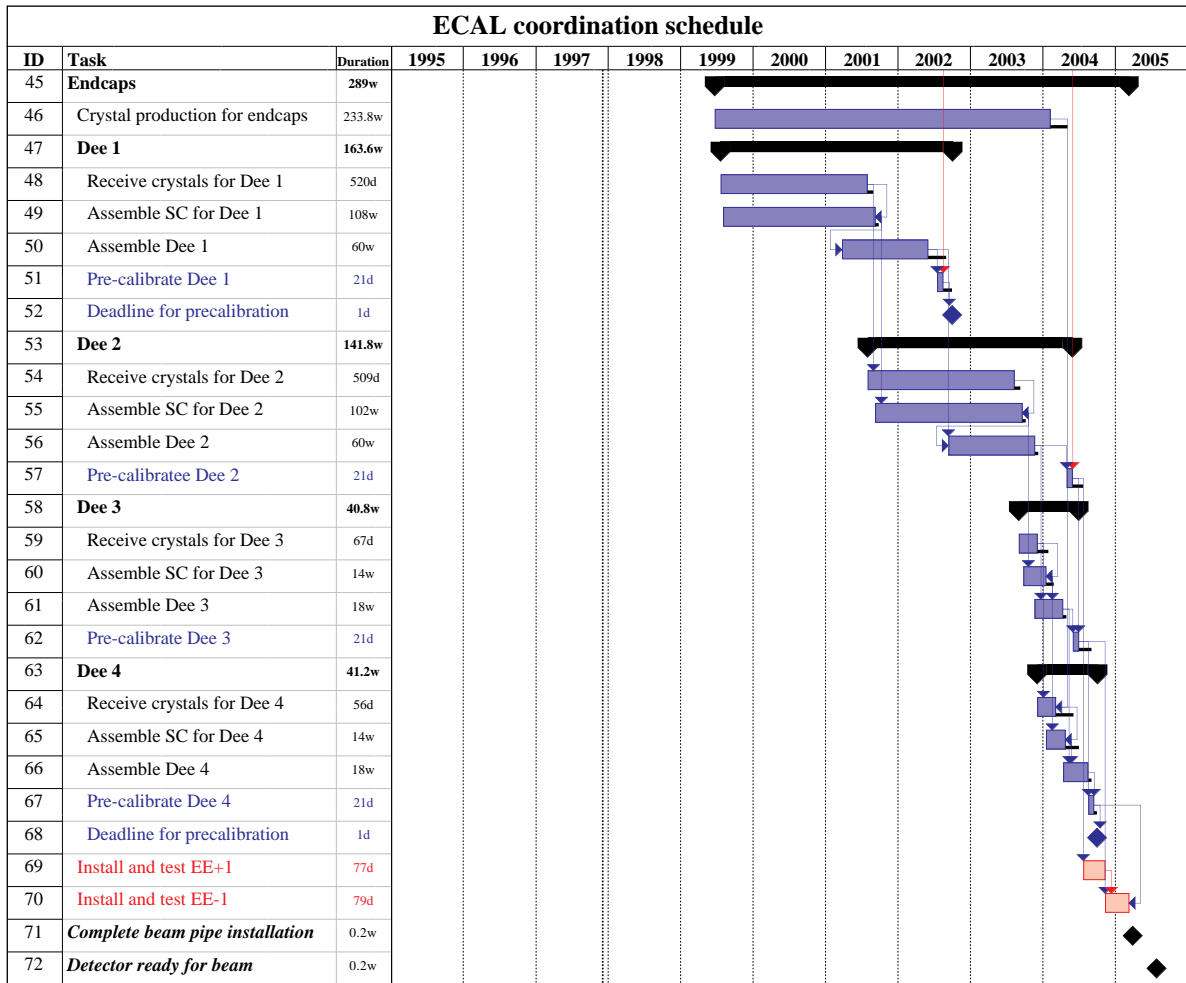 ECAL coordination schedule
ID Task Duration 1995 1996 1997 1998 1999 2000 2001 2002 2003 2004 2005
45 Endcaps 289w
46 Crystal production for endcaps 233.8w
47 Dee 1 163.6w
48 Receive crystals for Dee 1 520d
49 Assemble SC for Dee 1 108w
50 Assemble Dee 1 60w
51 Pre-calibrate Dee 1 21d
52 Deadline for precalibration 1d
53 Dee 2 141.8w
54 Receive crystals for Dee 2 509d
55 Assemble SC for Dee 2 102w
56 Assemble Dee 2 60w
57 Pre-calibratee Dee 2 21d
58 Dee 3 40.8w
59 Receive crystals for Dee 3 67d
60 Assemble SC for Dee 3 14w
61 Assemble Dee 3 18w
62 Pre-calibrate Dee 3 21d
63 Dee 4 41.2w
64 Receive crystals for Dee 4 56d
65 Assemble SC for Dee 4 14w
66 Assemble Dee 4 18w
67 Pre-calibrate Dee 4 21d
68 Deadline for precalibration 1d
69 Install and test EE+1 77d
70 Install and test EE-1 79d
71 Complete beam pipe installation 0.2w
72 Detector ready for beam 0.2w